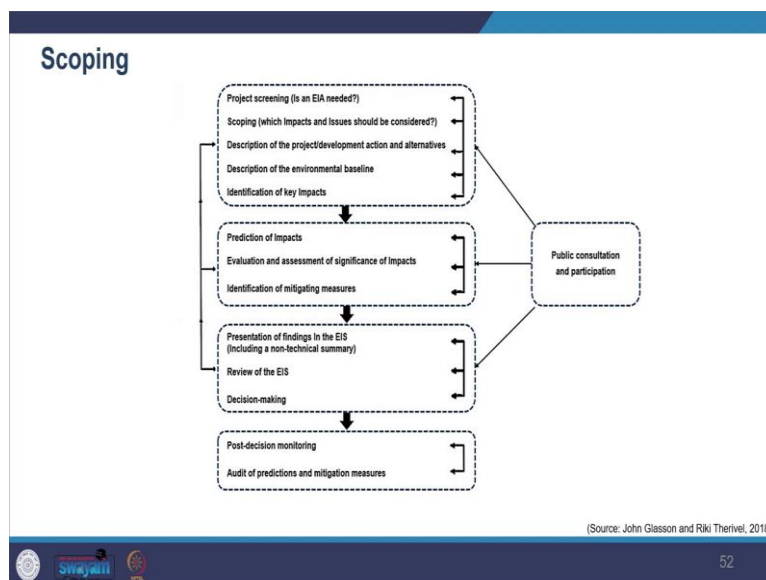 Scoping
Project screening (Is an EIA needed?)
Scoping (which Impacts and Issues should be considered?)
Description of the project/development action and alternatives
Description of the environmental baseline
Identification of key Impacts
Prediction of Impacts
Evaluation and assessment of significance of Impacts
Identification of mitigating measures
Public consultation
and participation
Presentation of findings In the EIS
(Including a non-technical summary)
Review of the EIS
Decision-making
Post-decision monitoring
Audit of predictions and mitigation measures
(Source: John Glasson and Riki Therivel, 2018
swayam
52